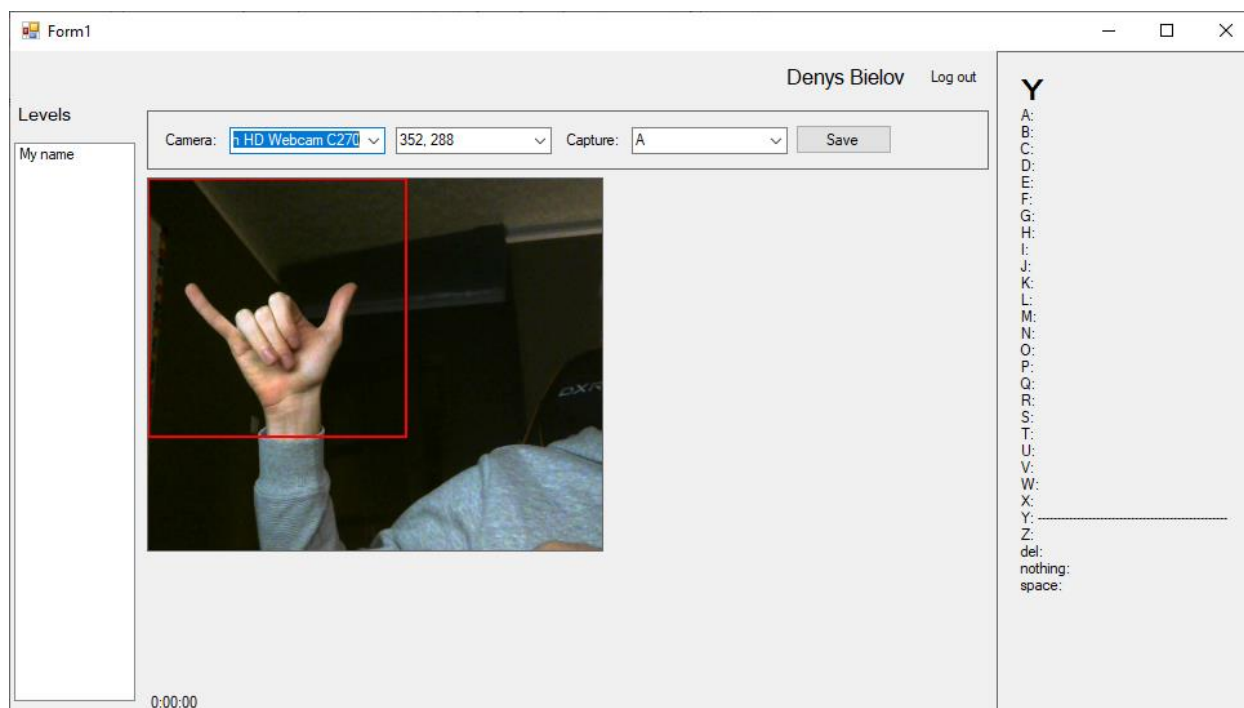 Form1
Denys Bielov Log out
Levels
My name
Camera: HD Webcam C270 352, 288 Capture: A Save
DXR
0:00:00
Y
A:
B:
C:
D:
E:
F:
G:
H:
I:
J:
K:
L:
M:
N:
O:
P:
Q:
R:
S:
T:
U:
V:
W:
X:
Y: ------------------------------------------------
Z:
del:
nothing:
space: